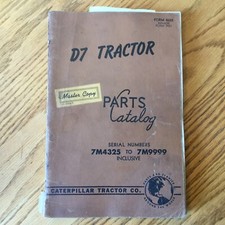 D7 TRACTOR
Master Copy
PARTS
Catalog
SERIAL NUMBERS
7M4325 TO 7M9999
INCLUSIVE
CATERPILLAR TRACTOR CO.